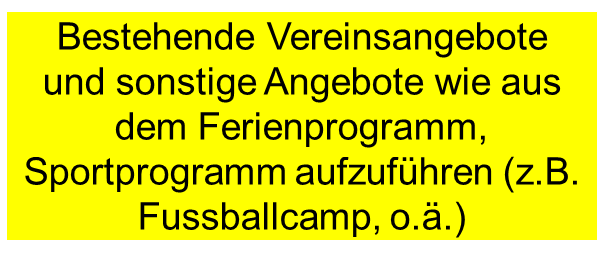 Bestehende Vereinsangebote
und sonstige Angebote wie aus
dem Ferienprogramm,
Sportprogramm aufzuführen (z.B.
Fussballcamp, o.ä.)